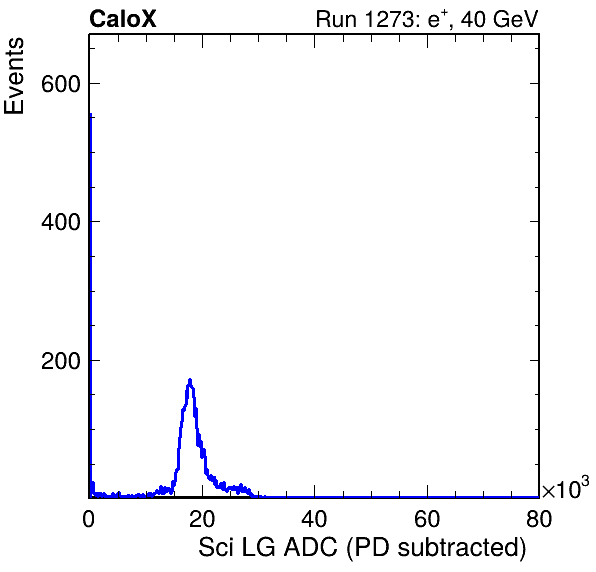 CaloX Run 1273: e⁺, 40 GeV
Events
600
400
200
0 20 40 60 80
×10³
Sci LG ADC (PD subtracted)